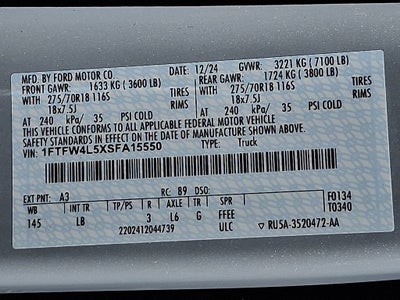 MFD. BY FORD MOTOR CO.
12/24 GVWR: 3221 KG ( 7100 LB)
FRONT GAWR: 1633 KG ( 3600 LB) REAR GAWR: 1724 KG ( 3800 LB)
WITH 275/70R18 116S TIRES WITH 275/70R18 116S TIRES
18x7.5J RIMS 18x7.5J RIMS
AT 240 kPa/ 35 PSI COLD AT 240 kPa/ 35 PSI COLD
THIS VEHICLE CONFORMS TO ALL APPLICABLE FEDERAL MOTOR VEHICLE
SAFETY STANDARDS IN EFFECT ON THE DATE OF MANUFACTURE SHOWN ABOVE.
VIN: 1FTFW4L5XSFA15550 TYPE: Truck
EXT PNT: A3 RC: B9 DSO: F0134
WB INT TR TP/PS R AXLE TR SPR T0340
145 LB 3 L6 G FFEE
2202412044739 ULC RU5A-3520472-AA